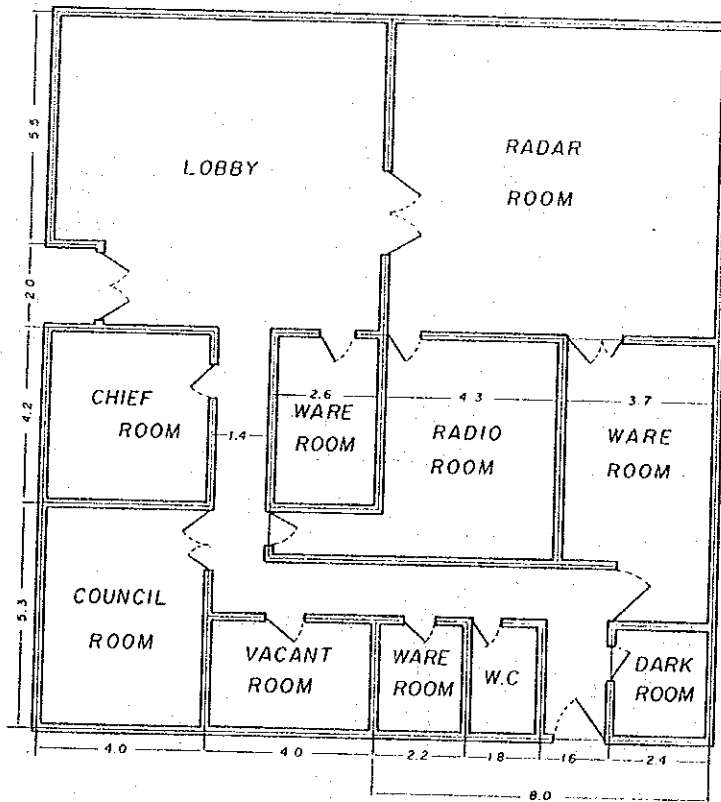 5.5
LOBBY
RADAR
ROOM
2.0
4.2
CHIEF
ROOM
1.4
2.6
WARE
ROOM
4.3
RADIO
ROOM
3.7
WARE
ROOM
5.3
COUNCIL
ROOM
VACANT
ROOM
WARE
ROOM
W.C
DARK
ROOM
4.0
4.0
2.2
1.8
1.6
2.4
8.0